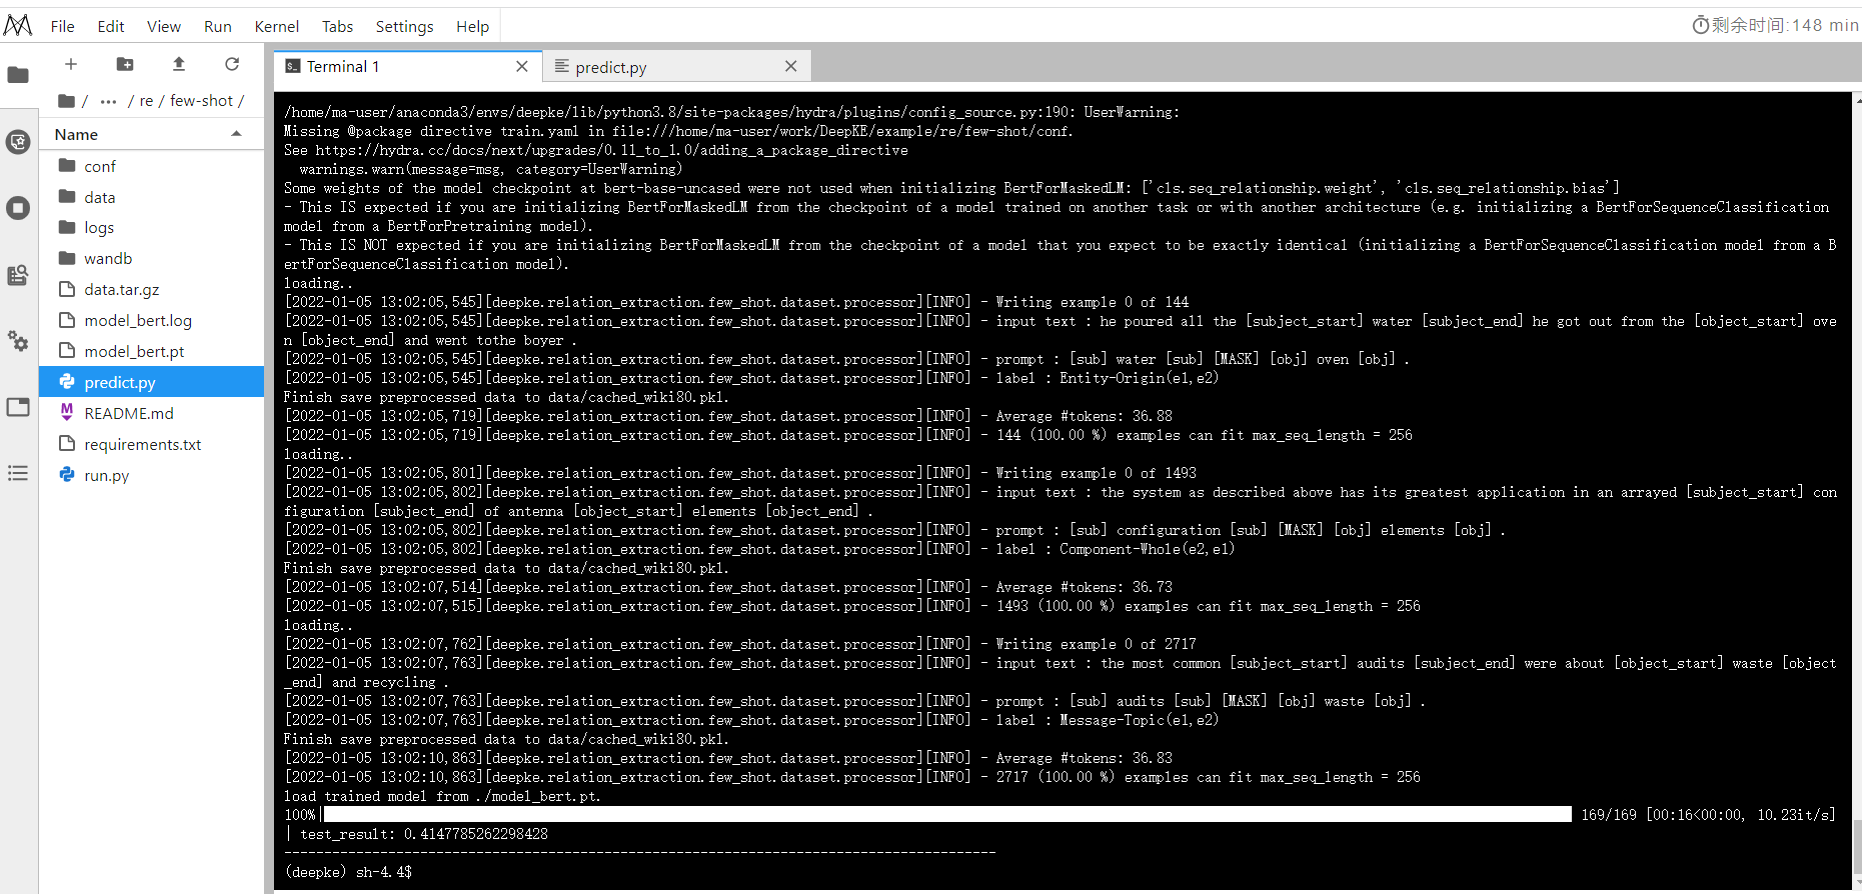 File Edit View Run Kernel Tabs Settings Help
剩余时间:148 min
/ ... / re / few-shot /
Name
conf
data
logs
wandb
data.tar.gz
model_bert.log
model_bert.pt
predict.py
README.md
requirements.txt
run.py
Terminal 1
predict.py
/home/ma-user/anaconda3/envs/deepke/lib/python3.8/site-packages/hydra/plugins/config_source.py:190: UserWarning:
Missing @package directive train.yaml in file:///home/ma-user/work/DeepKE/example/re/few-shot/conf.
See https://hydra.cc/docs/next/upgrades/0.11_to_1.0/adding_a_package_directive
warnings.warn(message=msg, category=UserWarning)
Some weights of the model checkpoint at bert-base-uncased were not used when initializing BertForMaskedLM: ['cls.seq_relationship.weight', 'cls.seq_relationship.bias']
- This IS expected if you are initializing BertForMaskedLM from the checkpoint of a model trained on another task or with another architecture (e.g. initializing a BertForSequenceClassification
model from a BertForPretraining model).
- This IS NOT expected if you are initializing BertForMaskedLM from the checkpoint of a model that you expect to be exactly identical (initializing a BertForSequenceClassification model from a B
ertForSequenceClassification model).
loading..
[2022-01-05 13:02:05,545][deepke.relation_extraction.few_shot.dataset.processor][INFO] - Writing example 0 of 144
[2022-01-05 13:02:05,545][deepke.relation_extraction.few_shot.dataset.processor][INFO] - input text : he poured all the [subject_start] water [subject_end] he got out from the [object_start] ove
n [object_end] and went tothe boyer .
[2022-01-05 13:02:05,545][deepke.relation_extraction.few_shot.dataset.processor][INFO] - prompt : [sub] water [sub] [MASK] [obj] oven [obj] .
[2022-01-05 13:02:05,545][deepke.relation_extraction.few_shot.dataset.processor][INFO] - label : Entity-Origin(e1,e2)
Finish save preprocessed data to data/cached_wiki80.pkl.
[2022-01-05 13:02:05,719][deepke.relation_extraction.few_shot.dataset.processor][INFO] - Average #tokens: 36.88
[2022-01-05 13:02:05,719][deepke.relation_extraction.few_shot.dataset.processor][INFO] - 144 (100.00 %) examples can fit max_seq_length = 256
loading..
[2022-01-05 13:02:05,801][deepke.relation_extraction.few_shot.dataset.processor][INFO] - Writing example 0 of 1493
[2022-01-05 13:02:05,802][deepke.relation_extraction.few_shot.dataset.processor][INFO] - input text : the system as described above has its greatest application in an arrayed [subject_start] con
figuration [subject_end] of antenna [object_start] elements [object_end] .
[2022-01-05 13:02:05,802][deepke.relation_extraction.few_shot.dataset.processor][INFO] - prompt : [sub] configuration [sub] [MASK] [obj] elements [obj] .
[2022-01-05 13:02:05,802][deepke.relation_extraction.few_shot.dataset.processor][INFO] - label : Component-Whole(e2,e1)
Finish save preprocessed data to data/cached_wiki80.pkl.
[2022-01-05 13:02:07,514][deepke.relation_extraction.few_shot.dataset.processor][INFO] - Average #tokens: 36.73
[2022-01-05 13:02:07,515][deepke.relation_extraction.few_shot.dataset.processor][INFO] - 1493 (100.00 %) examples can fit max_seq_length = 256
loading..
[2022-01-05 13:02:07,762][deepke.relation_extraction.few_shot.dataset.processor][INFO] - Writing example 0 of 2717
[2022-01-05 13:02:07,763][deepke.relation_extraction.few_shot.dataset.processor][INFO] - input text : the most common [subject_start] audits [subject_end] were about [object_start] waste [object
_end] and recycling .
[2022-01-05 13:02:07,763][deepke.relation_extraction.few_shot.dataset.processor][INFO] - prompt : [sub] audits [sub] [MASK] [obj] waste [obj] .
[2022-01-05 13:02:07,763][deepke.relation_extraction.few_shot.dataset.processor][INFO] - label : Message-Topic(e1,e2)
Finish save preprocessed data to data/cached_wiki80.pkl.
[2022-01-05 13:02:10,863][deepke.relation_extraction.few_shot.dataset.processor][INFO] - Average #tokens: 36.83
[2022-01-05 13:02:10,863][deepke.relation_extraction.few_shot.dataset.processor][INFO] - 2717 (100.00 %) examples can fit max_seq_length = 256
load trained model from ./model_bert.pt.
100%| 169/169 [00:16<00:00, 10.23it/s]
| test_result: 0.4147785262298428
-----------------------------------------------------------------------------------------
(deepke) sh-4.4$